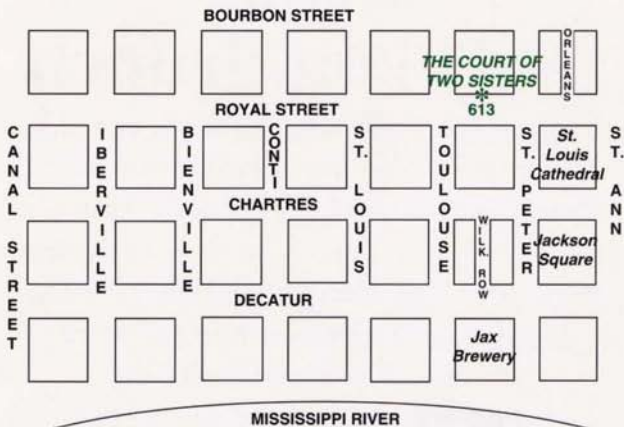 BOURBON STREET
ORLEANS
THE COURT OF
TWO SISTERS
*
613
ROYAL STREET
CANAL STREET
IBERVILLE
BIENVILLE
CONTI
ST. LOUIS
TOULOUSE
ST. PETER
St.
Louis
Cathedral
ST. ANN
CHARTRES
WILK. ROW
Jackson
Square
DECATUR
Jax
Brewery
MISSISSIPPI RIVER